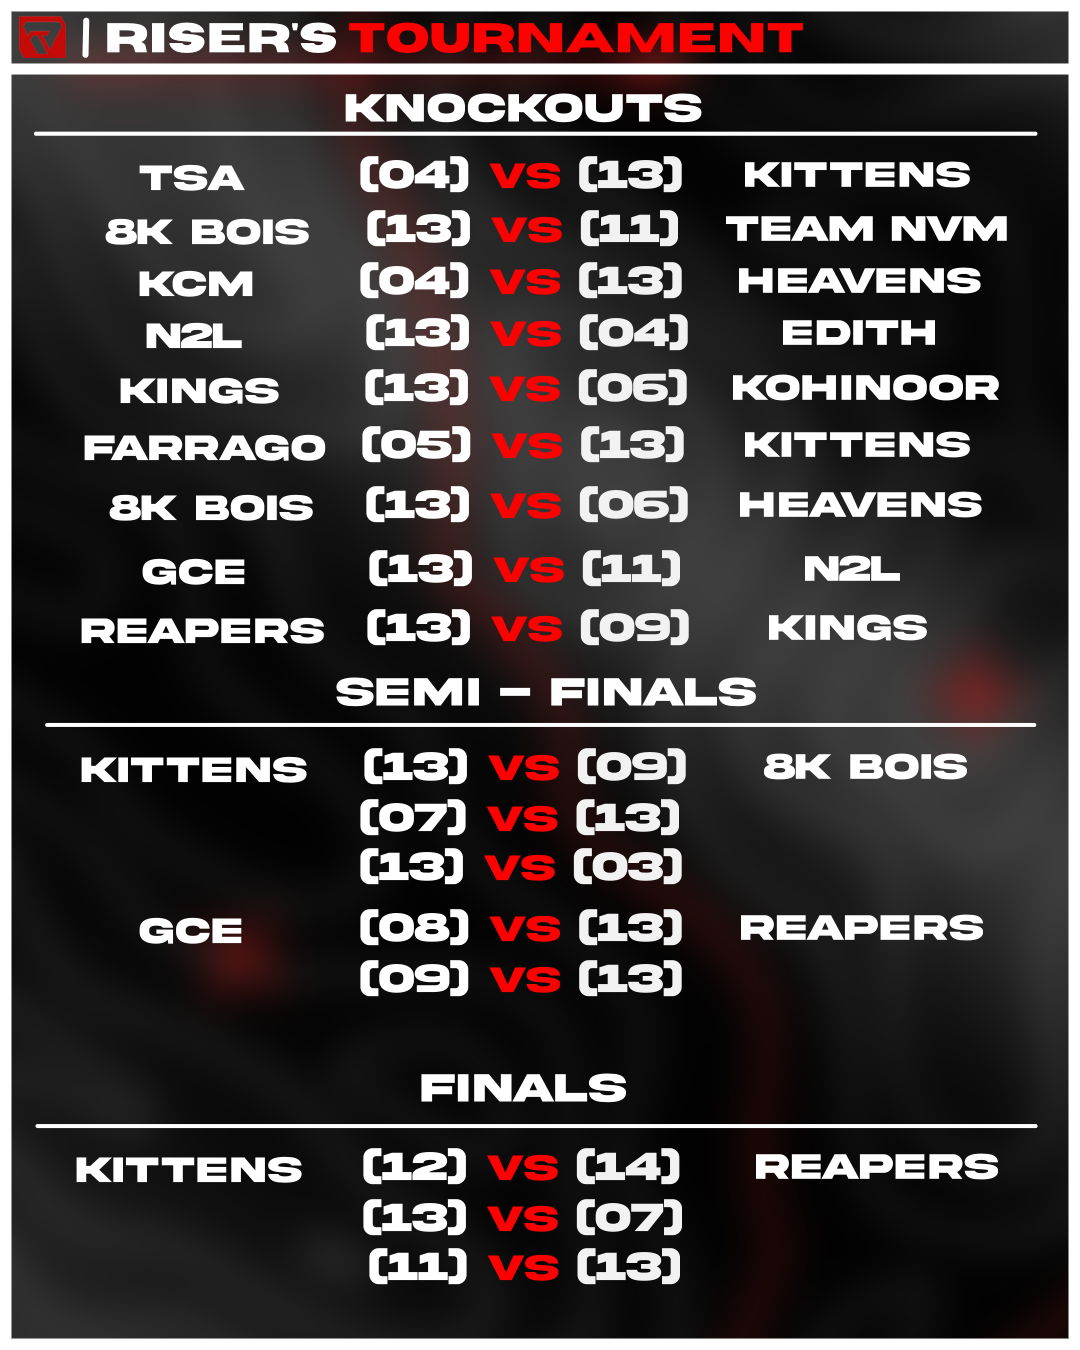 | RISER'S TOURNAMENT
KNOCKOUTS
TSA (04) VS (13) KITTENS
8K BOIS (13) VS (11) TEAM NVM
KCM (04) VS (13) HEAVENS
N2L (13) VS (04) EDITH
KINGS (13) VS (06) KOHINOOR
FARRAGO (05) VS (13) KITTENS
8K BOIS (13) VS (06) HEAVENS
GCE (13) VS (11) N2L
REAPERS (13) VS (09) KINGS
SEMI - FINALS
KITTENS (13) VS (09) 8K BOIS
(07) VS (13)
(13) VS (03)
GCE (08) VS (13) REAPERS
(09) VS (13)
FINALS
KITTENS (12) VS (14) REAPERS
(13) VS (07)
(11) VS (13)